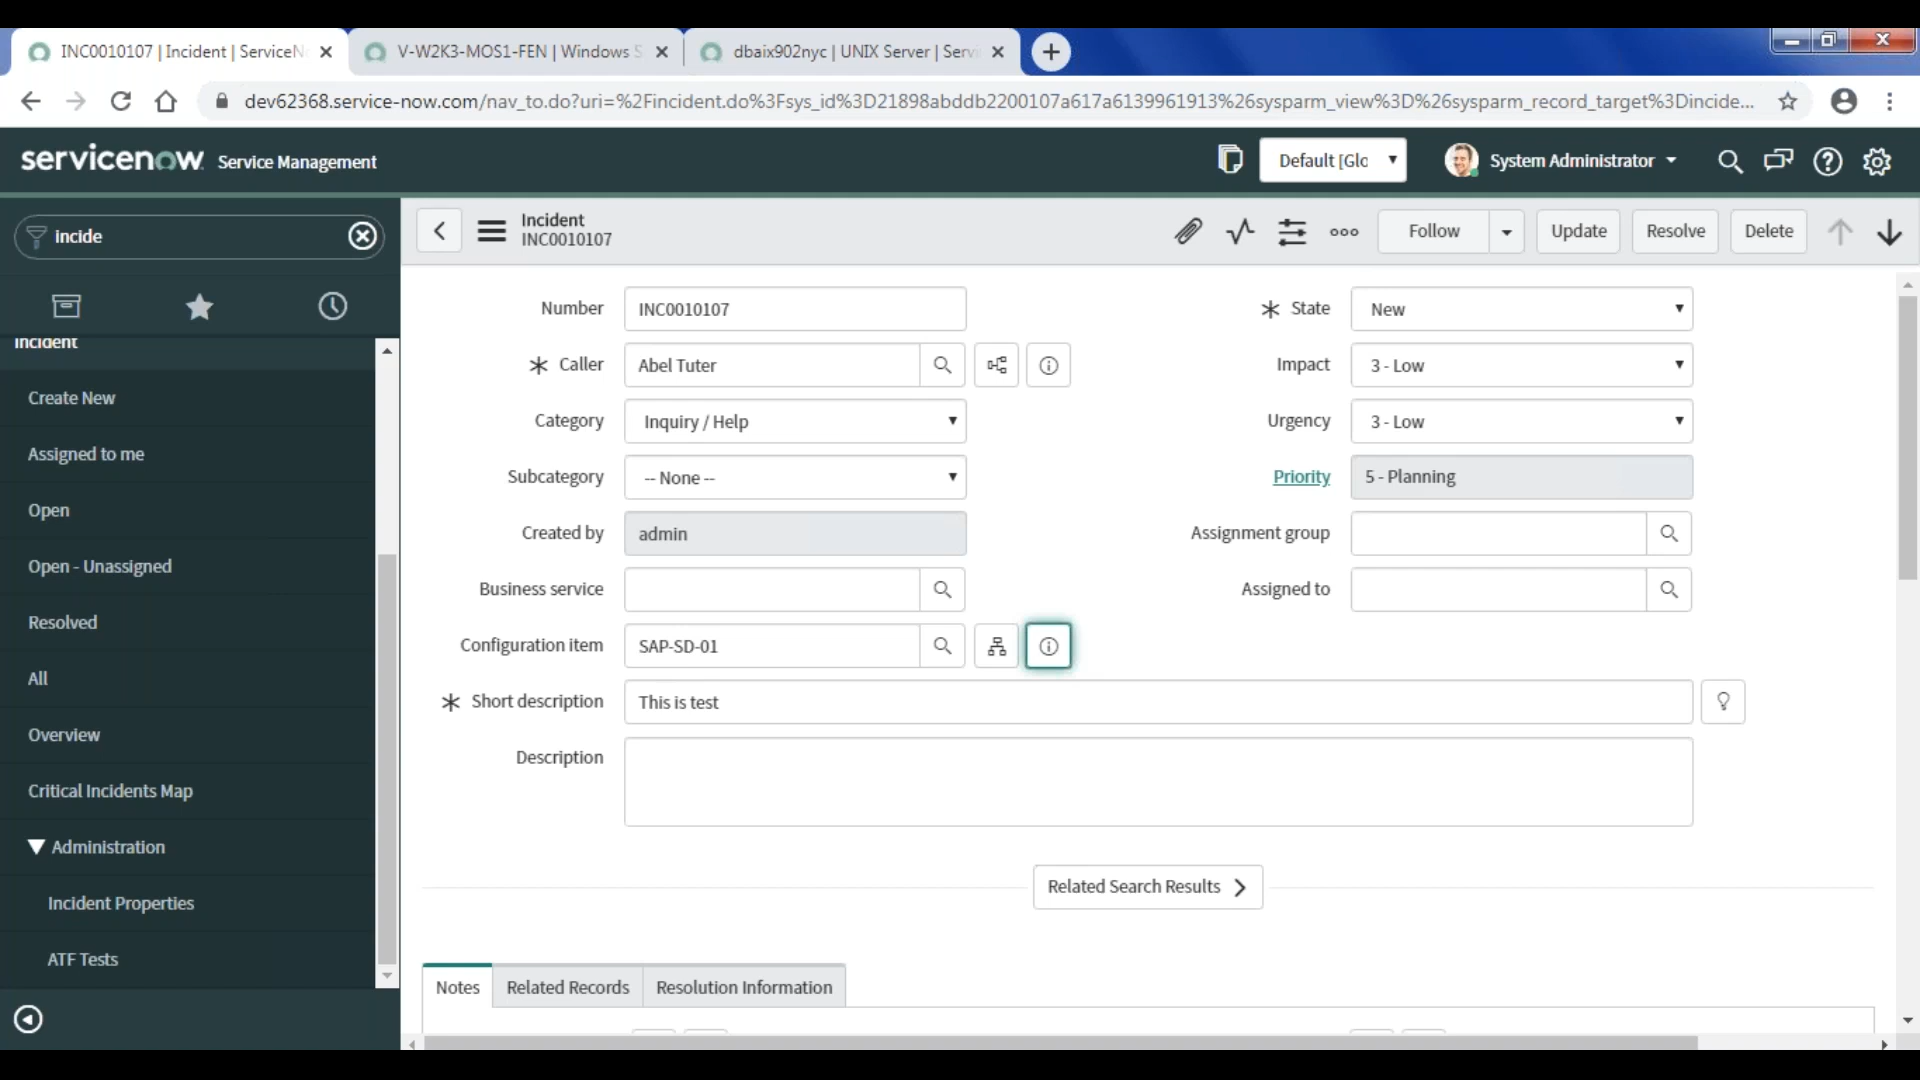 INC0010107 | Incident | ServiceN
V-W2K3-MOS1-FEN | Windows S
dbaix902nyc | UNIX Server | Servi
dev62368.service-now.com/nav_to.do?uri=%2Fincident.do%3Fsys_id%3D21898abddb2200107a617a6139961913%26sysparm_view%3D%26sysparm_record_target%3Dincide...
servicenow Service Management
Default [Glo
System Administrator
incide
Incident
INC0010107
Follow
Update
Resolve
Delete
Incident
Create New
Assigned to me
Open
Open - Unassigned
Resolved
All
Overview
Critical Incidents Map
Administration
Incident Properties
ATF Tests
Number INC0010107
Caller Abel Tuter
Category Inquiry / Help
Subcategory -- None --
Created by admin
Business service
Configuration item SAP-SD-01
Short description This is test
Description
State New
Impact 3 - Low
Urgency 3 - Low
Priority 5 - Planning
Assignment group
Assigned to
Related Search Results
Notes
Related Records
Resolution Information